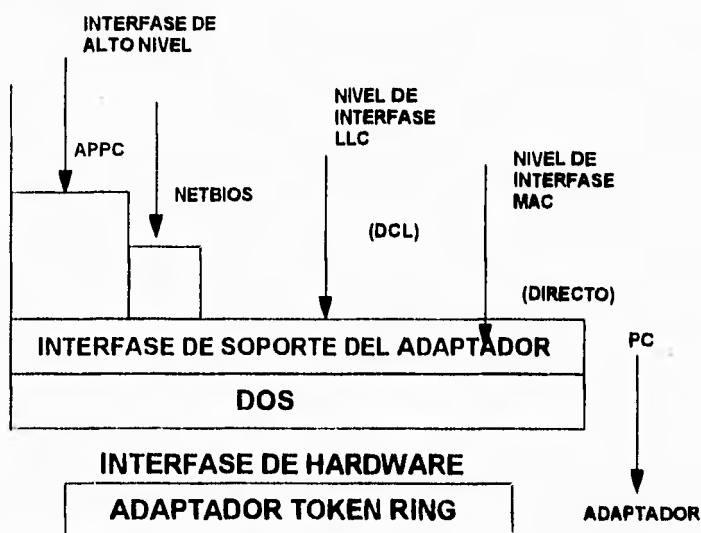 INTERFASE DE
ALTO NIVEL
APPC
NETBIOS
NIVEL DE
INTERFASE
LLC
(DCL)
NIVEL DE
INTERFASE
MAC
(DIRECTO)
INTERFASE DE SOPORTE DEL ADAPTADOR
DOS
PC
INTERFASE DE HARDWARE
ADAPTADOR TOKEN RING
ADAPTADOR